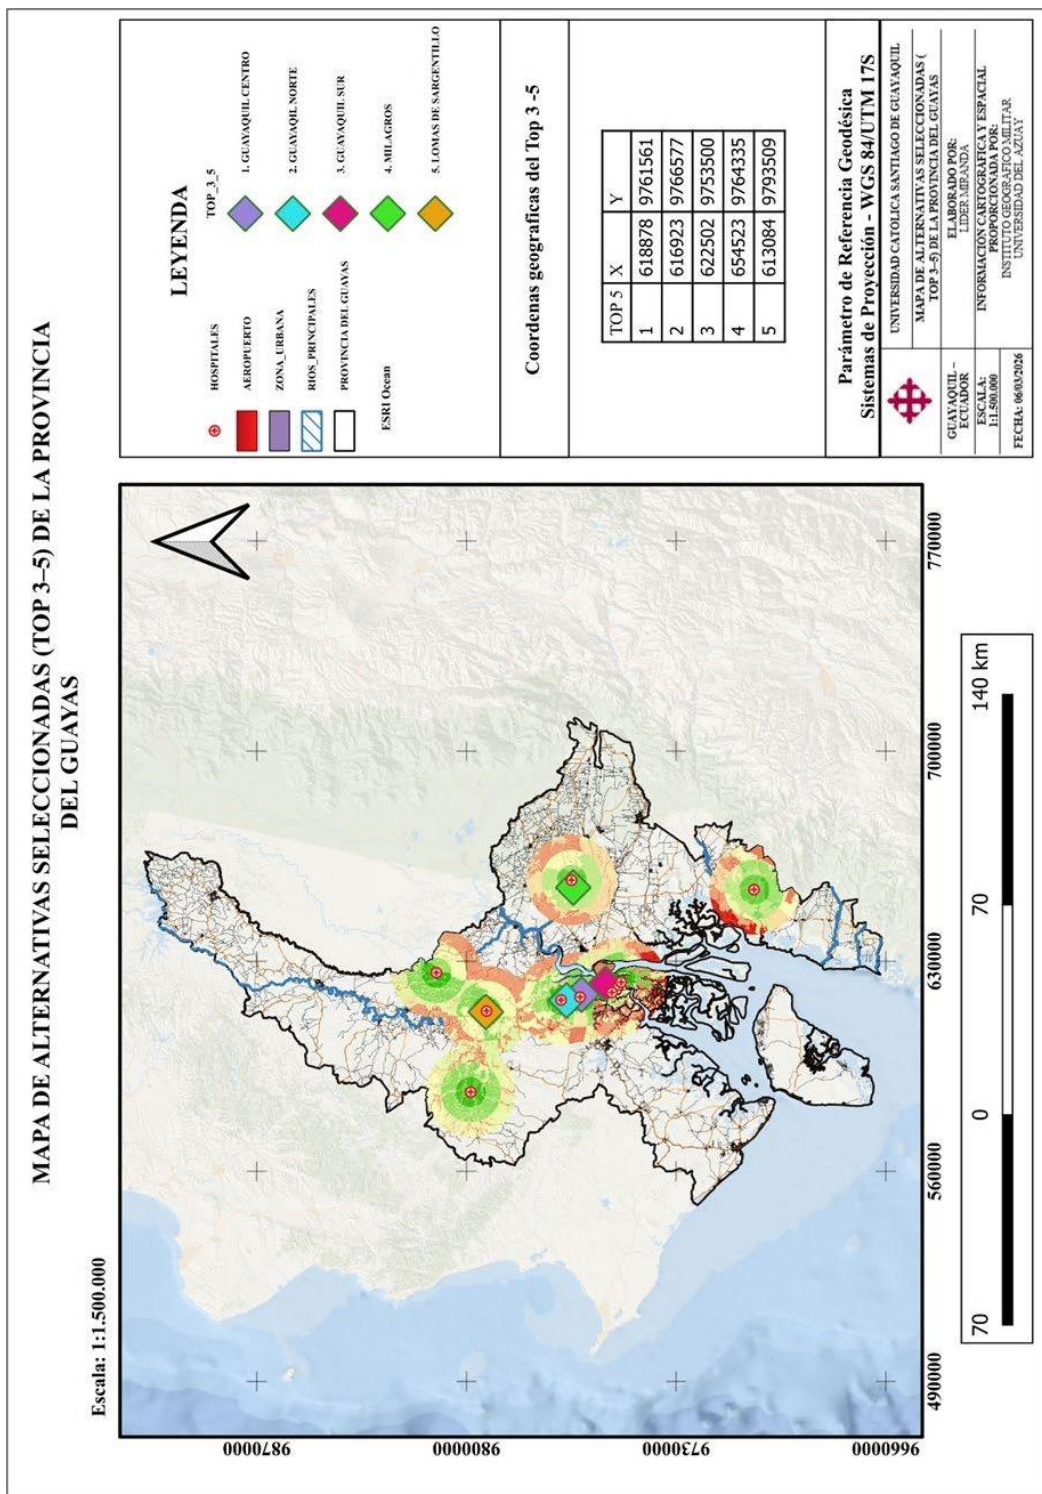 MAPA DE ALTERNATIVAS SELECCIONADAS (TOP 3–5) DE LA PROVINCIA
DEL GUAYAS
Escala: 1:1.500.000
9870000
9800000
9730000
9660000
490000
560000
630000
700000
770000
70
0
70
140 km
LEYENDA
HOSPITALES
AEROPUERTO
ZONA_URBANA
RIOS_PRINCIPALES
PROVINCIA DEL GUAYAS
ESRI Ocean
TOP_3_5
1. GUAYAQUIL CENTRO
2. GUAYAQIL NORTE
3. GUAYAQUIL SUR
4. MILAGROS
5. LOMAS DE SARGENTILLO
Coordenas geograficas del Top 3 -5
TOP 5 X Y
1 618878 9761561
2 616923 9766577
3 622502 9753500
4 654523 9764335
5 613084 9793509
Parámetro de Referencia Geodésica
Sistemas de Proyección - WGS 84/UTM 17S
UNIVERSIDAD CATOLICA SANTIAGO DE GUAYAQUIL
MAPA DE ALTERNATIVAS SELECCIONADAS (
TOP 3–5) DE LA PROVINCIA DEL GUAYAS
GUAYAQUIL –
ECUADOR
ELABORADO POR:
LIDER MIRANDA
ESCALA:
1:1.500.000
INFORMACIÓN CARTOGRAFICA Y ESPACIAL
PROPORCIONADA POR:
INSTITUTO GEOGRAFICO MILITAR
UNIVERSIDAD DEL AZUAY
FECHA: 06/03/2026